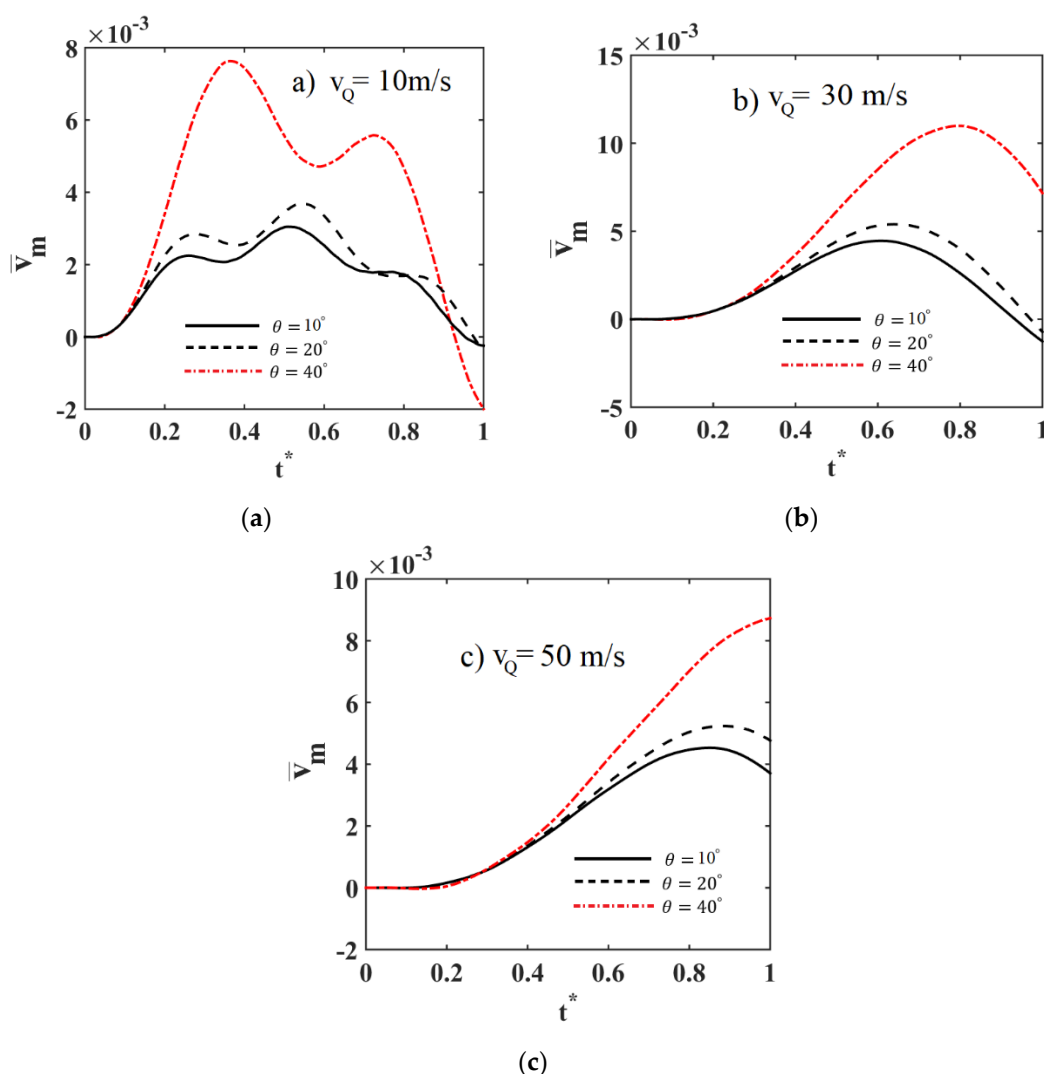 ×10⁻³
8
6
4
2
0
-2
v̅ₘ
a) v_Q= 10m/s
θ = 10°
θ = 20°
θ = 40°
0 0.2 0.4 0.6 0.8 1
t*
(a)
×10⁻³
15
10
5
0
-5
v̅ₘ
b) v_Q= 30 m/s
θ = 10°
θ = 20°
θ = 40°
0 0.2 0.4 0.6 0.8 1
t*
(b)
×10⁻³
10
8
6
4
2
0
-2
v̅ₘ
c) v_Q= 50 m/s
θ = 10°
θ = 20°
θ = 40°
0 0.2 0.4 0.6 0.8 1
t*
(c)